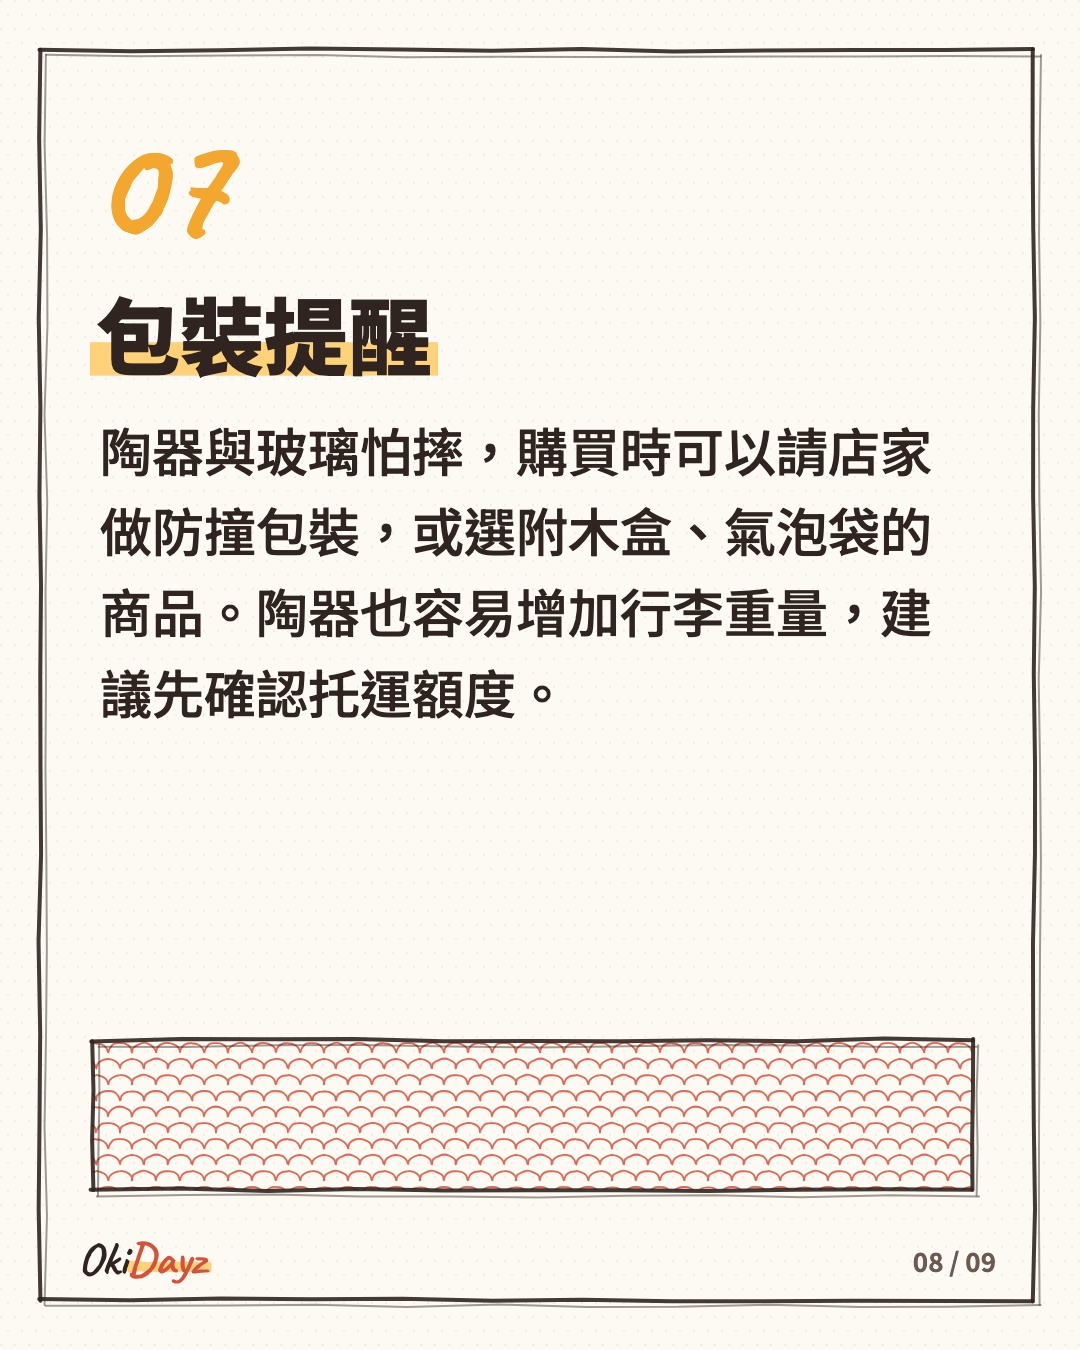 07
包裝提醒
陶器與玻璃怕摔，購買時可以請店家
做防撞包裝，或選附木盒、氣泡袋的
商品。陶器也容易增加行李重量，建
議先確認托運額度。
OkiDayz
08 / 09